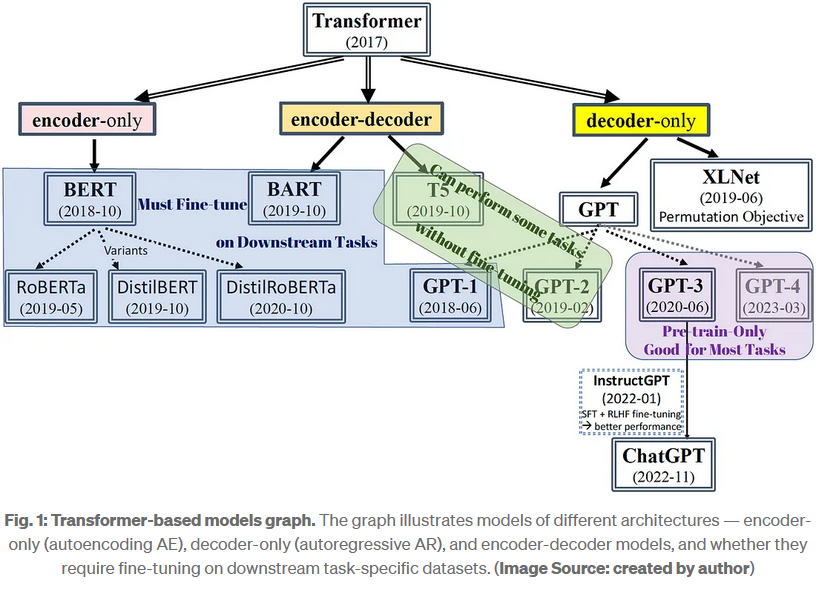 Transformer
(2017)
encoder-only
encoder-decoder
decoder-only
BERT
(2018-10)
Must Fine-tune
BART
(2019-10)
on Downstream Tasks
T5
(2019-10)
Can perform some tasks
without fine-tuning
GPT
XLNet
(2019-06)
Permutation Objective
Variants
RoBERTa
(2019-05)
DistilBERT
(2019-10)
DistilRoBERTa
(2020-10)
GPT-1
(2018-06)
GPT-2
(2019-02)
GPT-3
(2020-06)
GPT-4
(2023-03)
Pre-train-Only
Good for Most Tasks
InstructGPT
(2022-01)
SFT + RLHF fine-tuning
→ better performance
ChatGPT
(2022-11)
Fig. 1: Transformer-based models graph. The graph illustrates models of different architectures — encoder-
only (autoencoding AE), decoder-only (autoregressive AR), and encoder-decoder models, and whether they
require fine-tuning on downstream task-specific datasets. (Image Source: created by author)